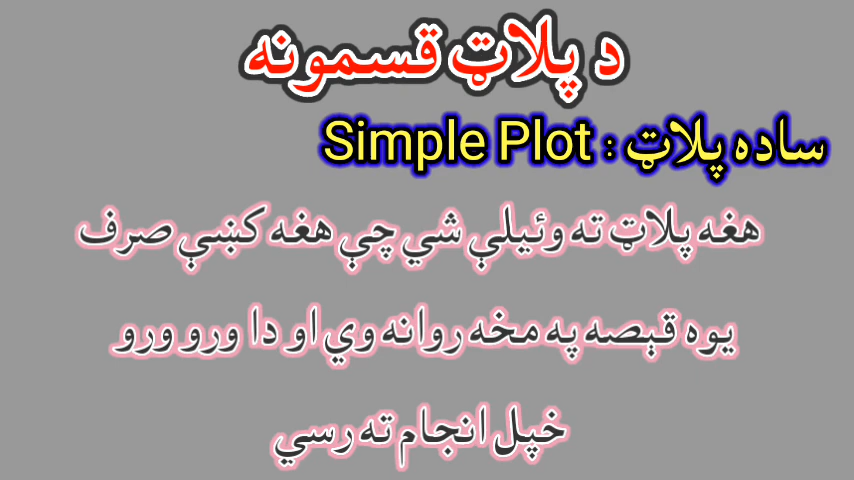 د پلاټ قسمونه
ساده پلاټ : Simple Plot
هغه پلاټ ته وئیلې شي چې هغه کښې صرف
یوه قېصه په مخه روانه وي او دا ورو ورو
خپل انجام ته رسي